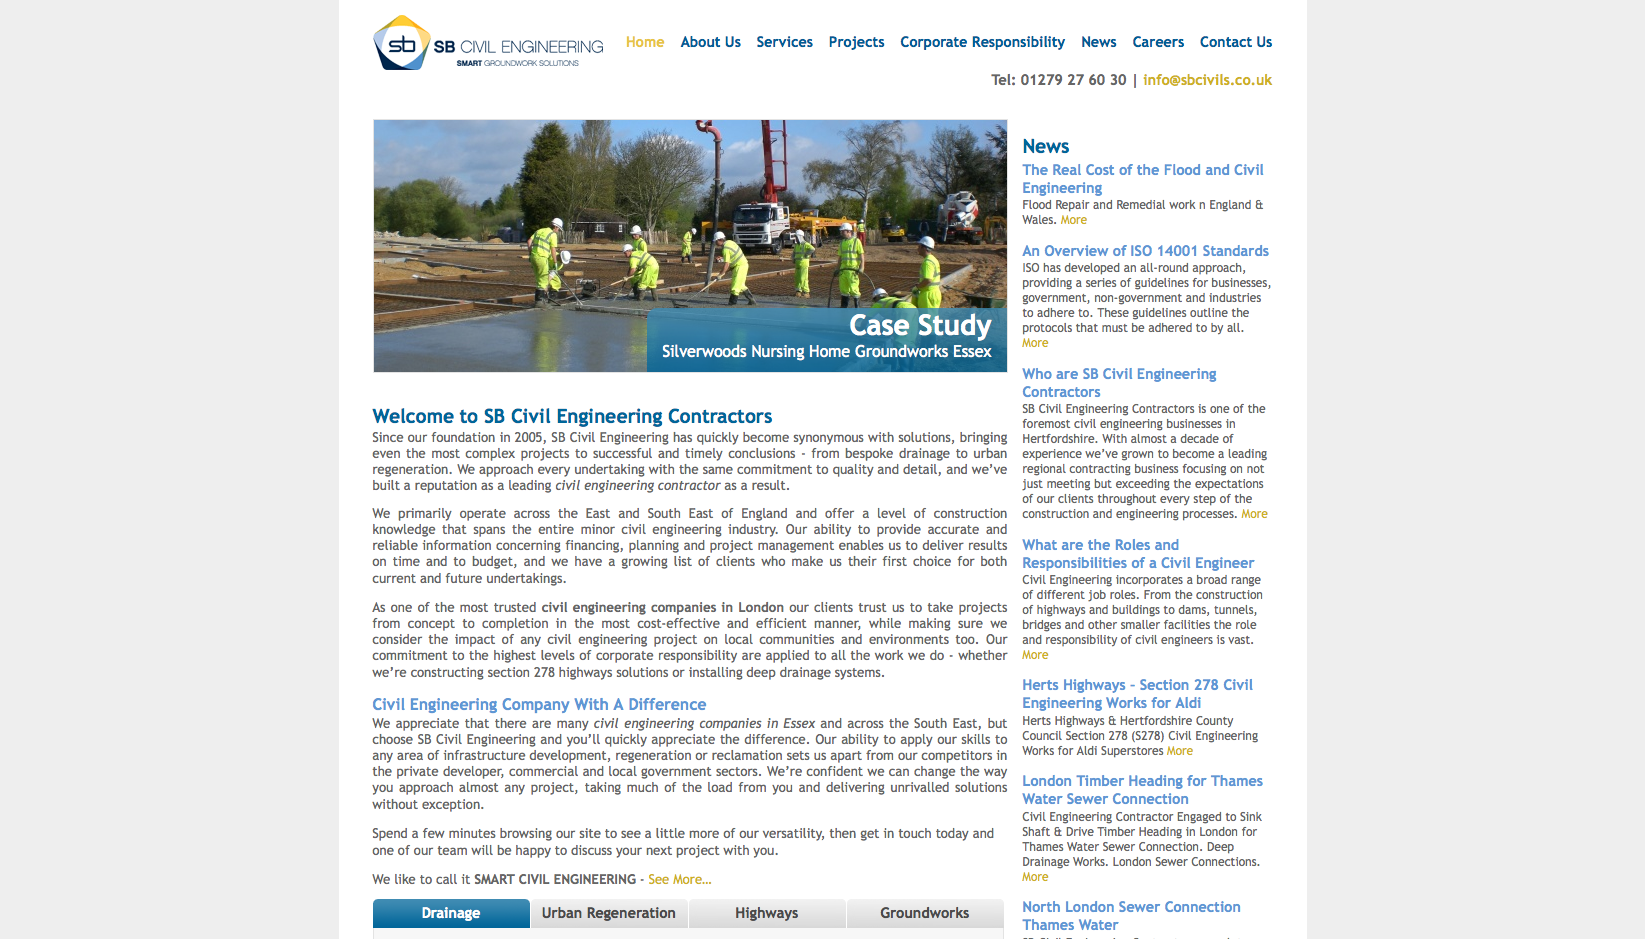 sb SB CIVIL ENGINEERING
SMART GROUNDWORK SOLUTIONS
Home About Us Services Projects Corporate Responsibility News Careers Contact Us
Tel: 01279 27 60 30 | info@sbcivils.co.uk
Case Study
Silverwoods Nursing Home Groundworks Essex
Welcome to SB Civil Engineering Contractors
Since our foundation in 2005, SB Civil Engineering has quickly become synonymous with solutions, bringing
even the most complex projects to successful and timely conclusions - from bespoke drainage to urban
regeneration. We approach every undertaking with the same commitment to quality and detail, and we've
built a reputation as a leading civil engineering contractor as a result.
We primarily operate across the East and South East of England and offer a level of construction
knowledge that spans the entire minor civil engineering industry. Our ability to provide accurate and
reliable information concerning financing, planning and project management enables us to deliver results
on time and to budget, and we have a growing list of clients who make us their first choice for both
current and future undertakings.
As one of the most trusted civil engineering companies in London our clients trust us to take projects
from concept to completion in the most cost-effective and efficient manner, while making sure we
consider the impact of any civil engineering project on local communities and environments too. Our
commitment to the highest levels of corporate responsibility are applied to all the work we do - whether
we're constructing section 278 highways solutions or installing deep drainage systems.
Civil Engineering Company With A Difference
We appreciate that there are many civil engineering companies in Essex and across the South East, but
choose SB Civil Engineering and you'll quickly appreciate the difference. Our ability to apply our skills to
any area of infrastructure development, regeneration or reclamation sets us apart from our competitors in
the private developer, commercial and local government sectors. We're confident we can change the way
you approach almost any project, taking much of the load from you and delivering unrivalled solutions
without exception.
Spend a few minutes browsing our site to see a little more of our versatility, then get in touch today and
one of our team will be happy to discuss your next project with you.
We like to call it SMART CIVIL ENGINEERING - See More...
Drainage Urban Regeneration Highways Groundworks
News
The Real Cost of the Flood and Civil
Engineering
Flood Repair and Remedial work n England &
Wales. More
An Overview of ISO 14001 Standards
ISO has developed an all-round approach,
providing a series of guidelines for businesses,
government, non-government and industries
to adhere to. These guidelines outline the
protocols that must be adhered to by all.
More
Who are SB Civil Engineering
Contractors
SB Civil Engineering Contractors is one of the
foremost civil engineering businesses in
Hertfordshire. With almost a decade of
experience we've grown to become a leading
regional contracting business focusing on not
just meeting but exceeding the expectations
of our clients throughout every step of the
construction and engineering processes. More
What are the Roles and
Responsibilities of a Civil Engineer
Civil Engineering incorporates a broad range
of different job roles. From the construction
of highways and buildings to dams, tunnels,
bridges and other smaller facilities the role
and responsibility of civil engineers is vast.
More
Herts Highways - Section 278 Civil
Engineering Works for Aldi
Herts Highways & Hertfordshire County
Council Section 278 (S278) Civil Engineering
Works for Aldi Superstores More
London Timber Heading for Thames
Water Sewer Connection
Civil Engineering Contractor Engaged to Sink
Shaft & Drive Timber Heading in London for
Thames Water Sewer Connection. Deep
Drainage Works. London Sewer Connections.
More
North London Sewer Connection
Thames Water